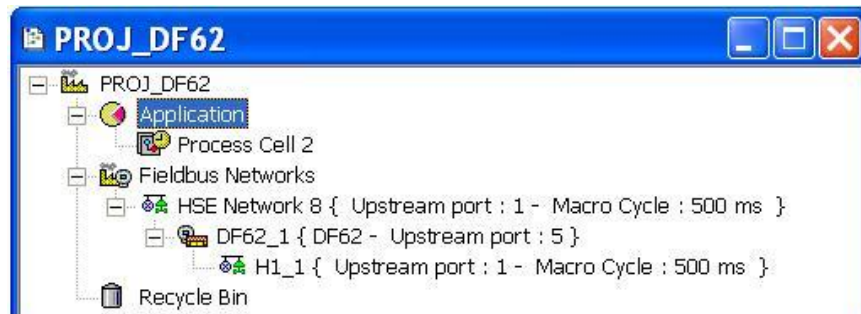 PROJ_DF62
PROJ_DF62
Application
Process Cell 2
Fieldbus Networks
HSE Network 8 { Upstream port : 1 - Macro Cycle : 500 ms }
DF62_1 { DF62 - Upstream port : 5 }
H1_1 { Upstream port : 1 - Macro Cycle : 500 ms }
Recycle Bin